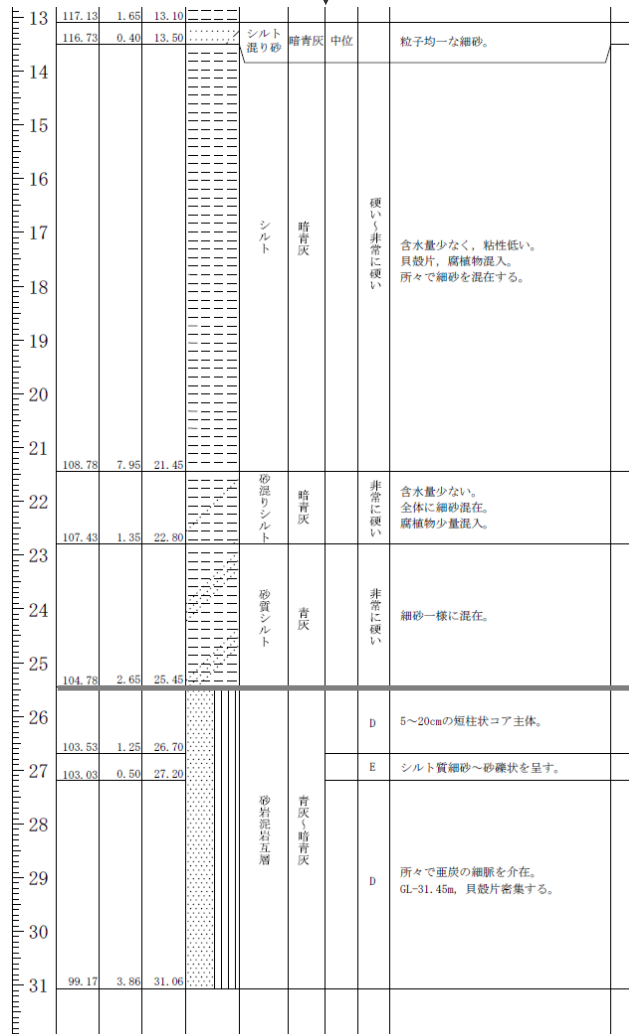 13
117.13 1.65 13.10
116.73 0.40 13.50
シルト
混り砂
暗青灰
中位
粒子均一な細砂。
14
15
16
17
18
19
20
21
シルト
暗青灰
硬い～非常に硬い
含水量少なく，粘性低い。
貝殻片，腐植物混入。
所々で細砂を混在する。
108.78 7.95 21.45
22
砂混りシルト
暗青灰
非常に硬い
含水量少ない。
全体に細砂混在。
腐植物少量混入。
107.43 1.35 22.80
23
24
25
砂質シルト
青灰
非常に硬い
細砂一様に混在。
104.78 2.65 25.45
26
D
5～20cmの短柱状コア主体。
103.53 1.25 26.70
27
E
シルト質細砂～砂礫状を呈す。
103.03 0.50 27.20
28
29
30
砂岩泥岩互層
青灰～暗青灰
D
所々で亜炭の細脈を介在。
GL-31.45m, 貝殻片密集する。
99.17 3.86 31.06
31